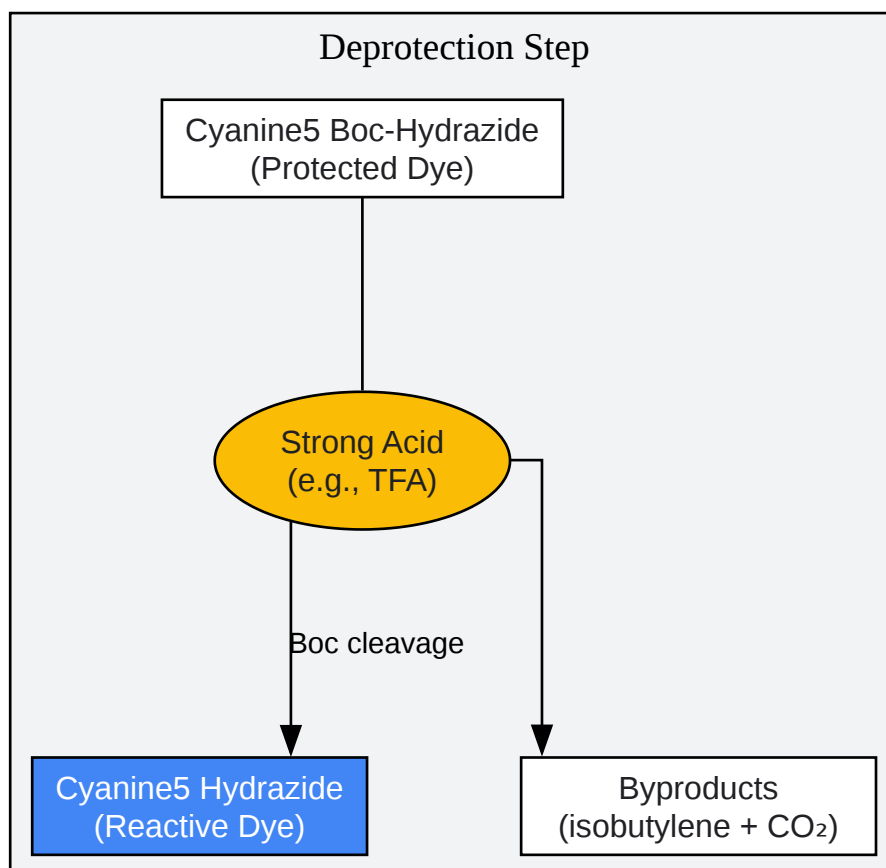 Deprotection Step
Cyanine5 Boc-Hydrazide
(Protected Dye)
Strong Acid
(e.g., TFA)
Boc cleavage
Cyanine5 Hydrazide
(Reactive Dye)
Byproducts
(isobutylene + CO₂)